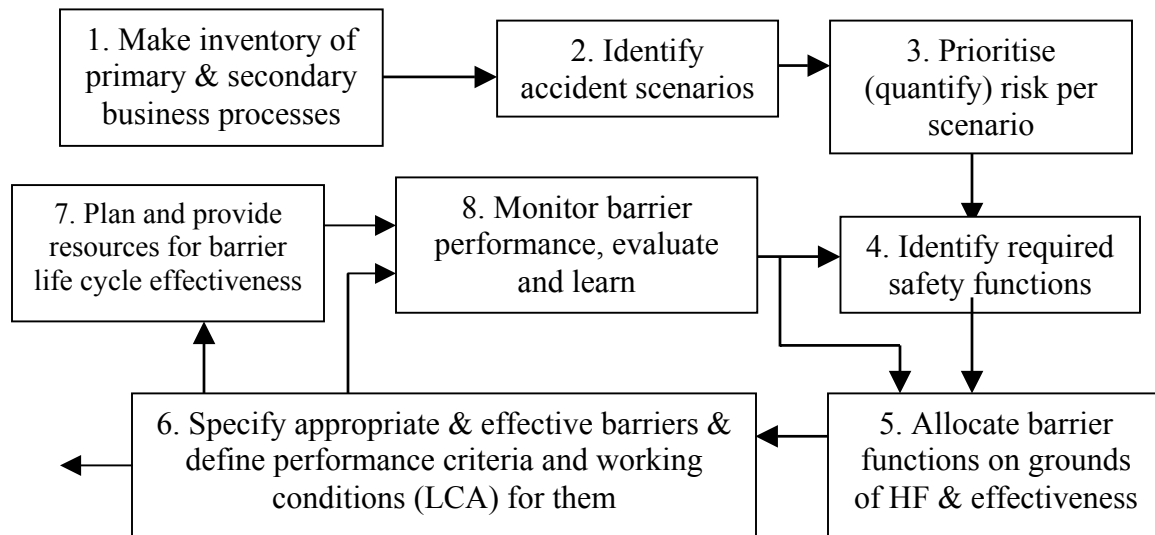 1. Make inventory of
primary & secondary
business processes
2. Identify
accident scenarios
3. Prioritise
(quantify) risk per
scenario
7. Plan and provide
resources for barrier
life cycle effectiveness
8. Monitor barrier
performance, evaluate
and learn
4. Identify required
safety functions
6. Specify appropriate & effective barriers &
define performance criteria and working
conditions (LCA) for them
5. Allocate barrier
functions on grounds
of HF & effectiveness